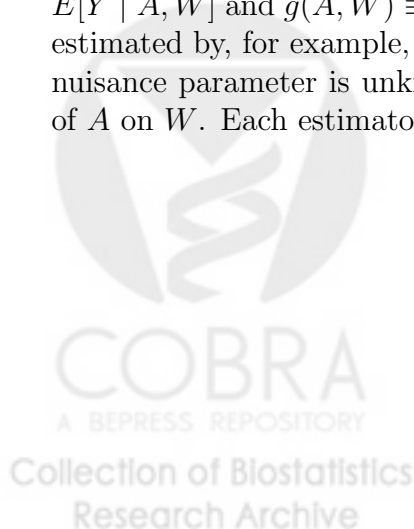 E[Y | A, W] and g(A, W) ≡
estimated by, for example,
nuisance parameter is unk
of A on W. Each estimato
COBRA
A BEPRESS REPOSITORY
Collection of Biostatistics
Research Archive